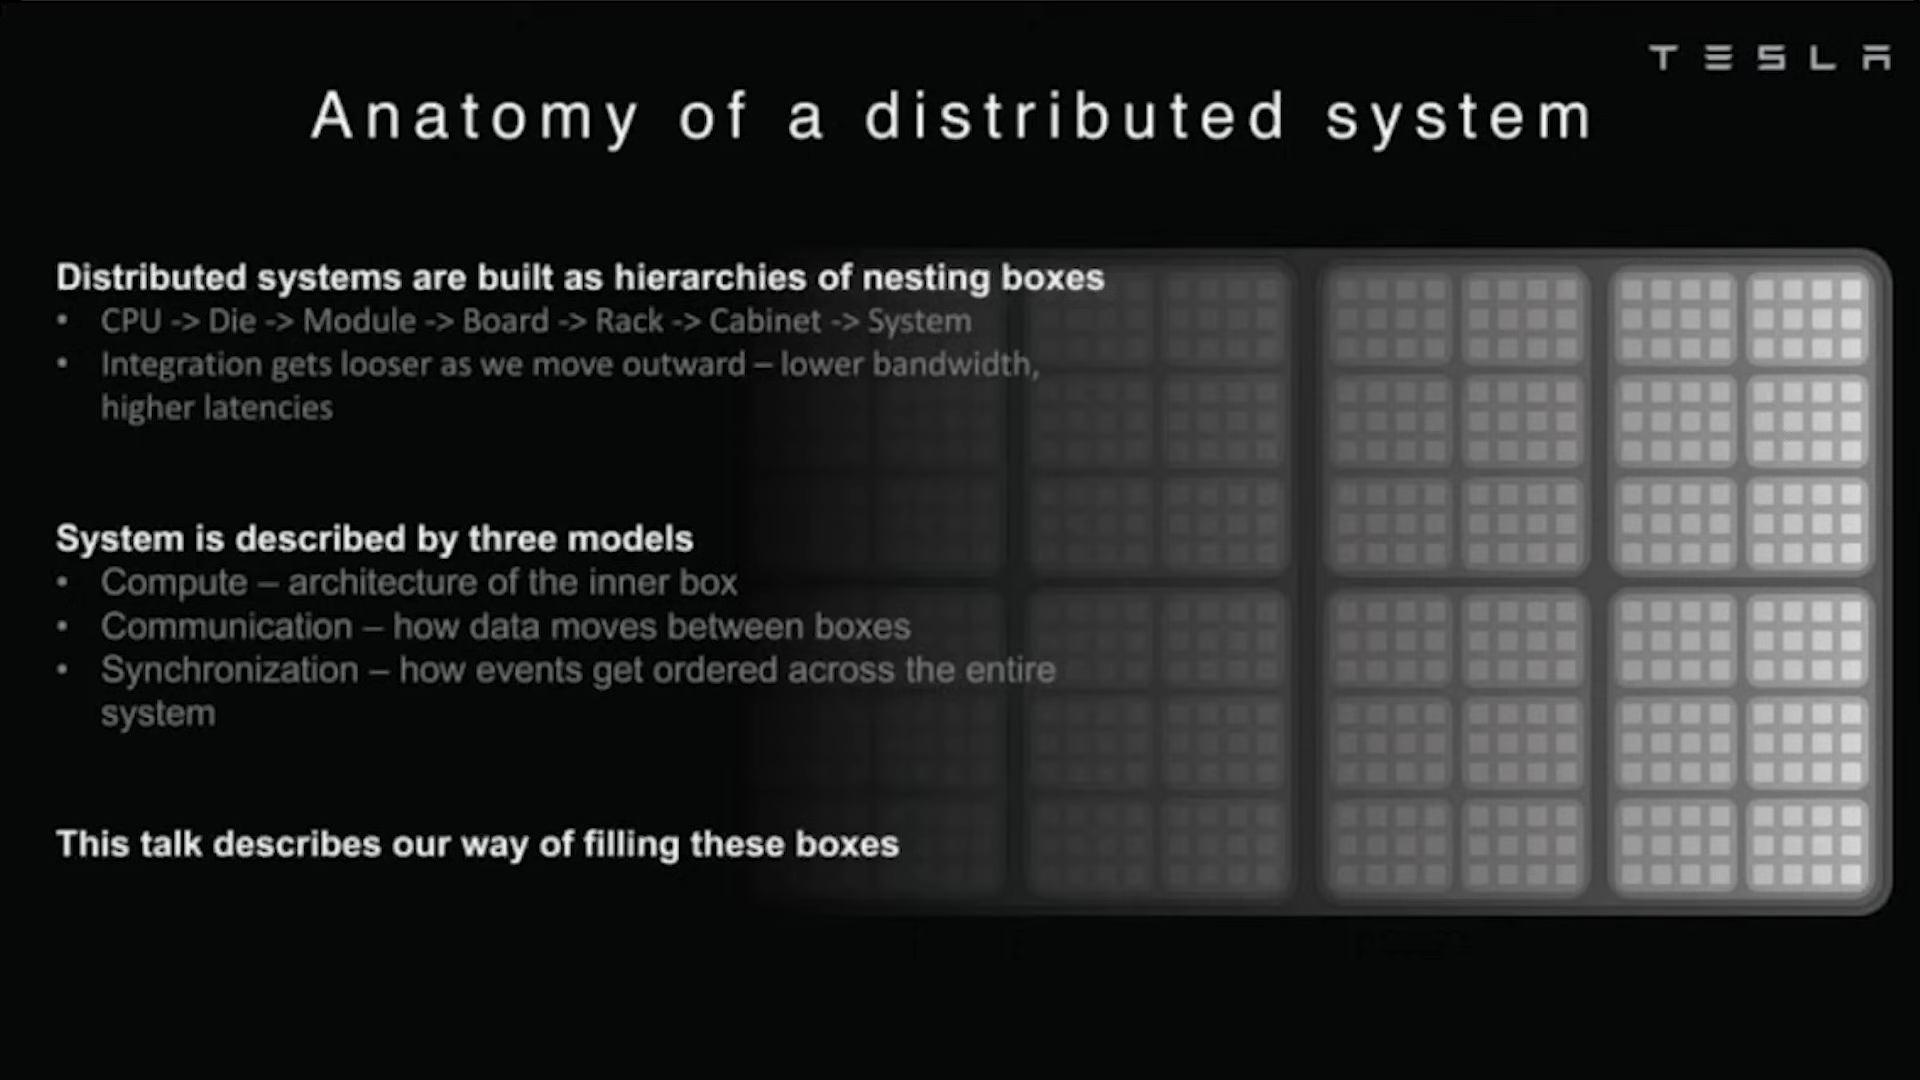 TESLA
Anatomy of a distributed system
Distributed systems are built as hierarchies of nesting boxes
• CPU -> Die -> Module -> Board -> Rack -> Cabinet -> System
• Integration gets looser as we move outward – lower bandwidth,
higher latencies
System is described by three models
• Compute – architecture of the inner box
• Communication – how data moves between boxes
• Synchronization – how events get ordered across the entire
system
This talk describes our way of filling these boxes